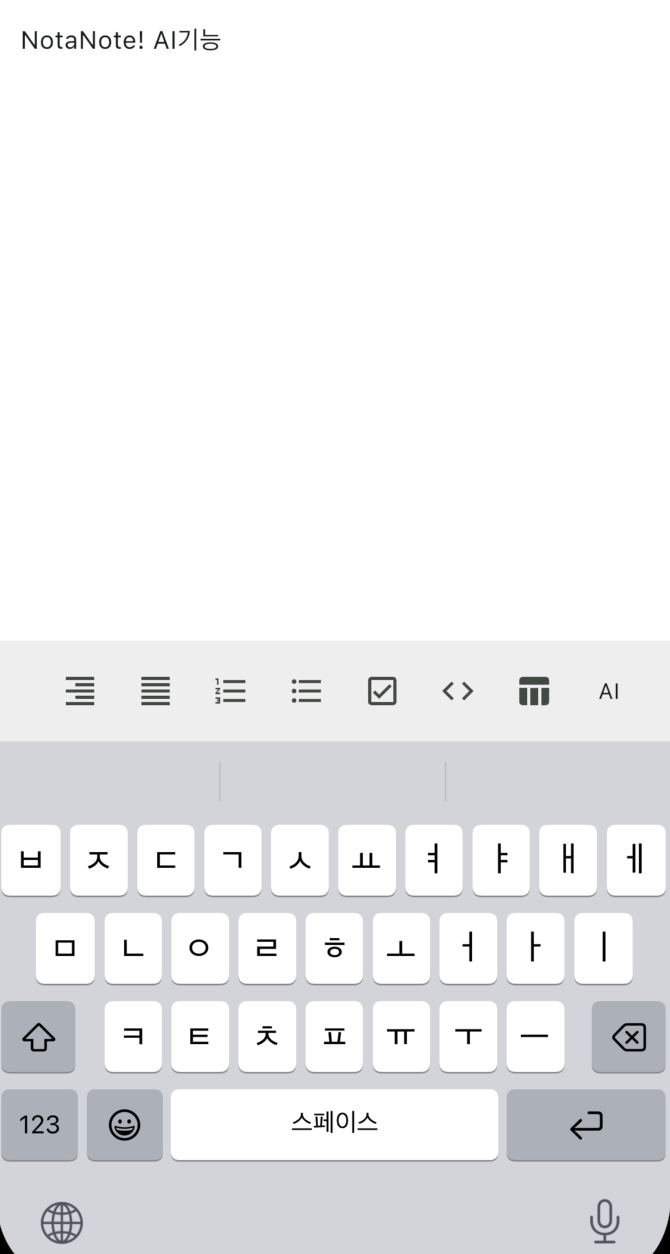 NotaNote! AI기능
AI
ㅂ ㅈ ㄷ ㄱ ㅅ ㅛ ㅕ ㅑ ㅐ ㅔ
ㅁ ㄴ ㅇ ㄹ ㅎ ㅗ ㅓ ㅏ ㅣ
ㅋ ㅌ ㅊ ㅍ ㅠ ㅜ ㅡ
123 스페이스